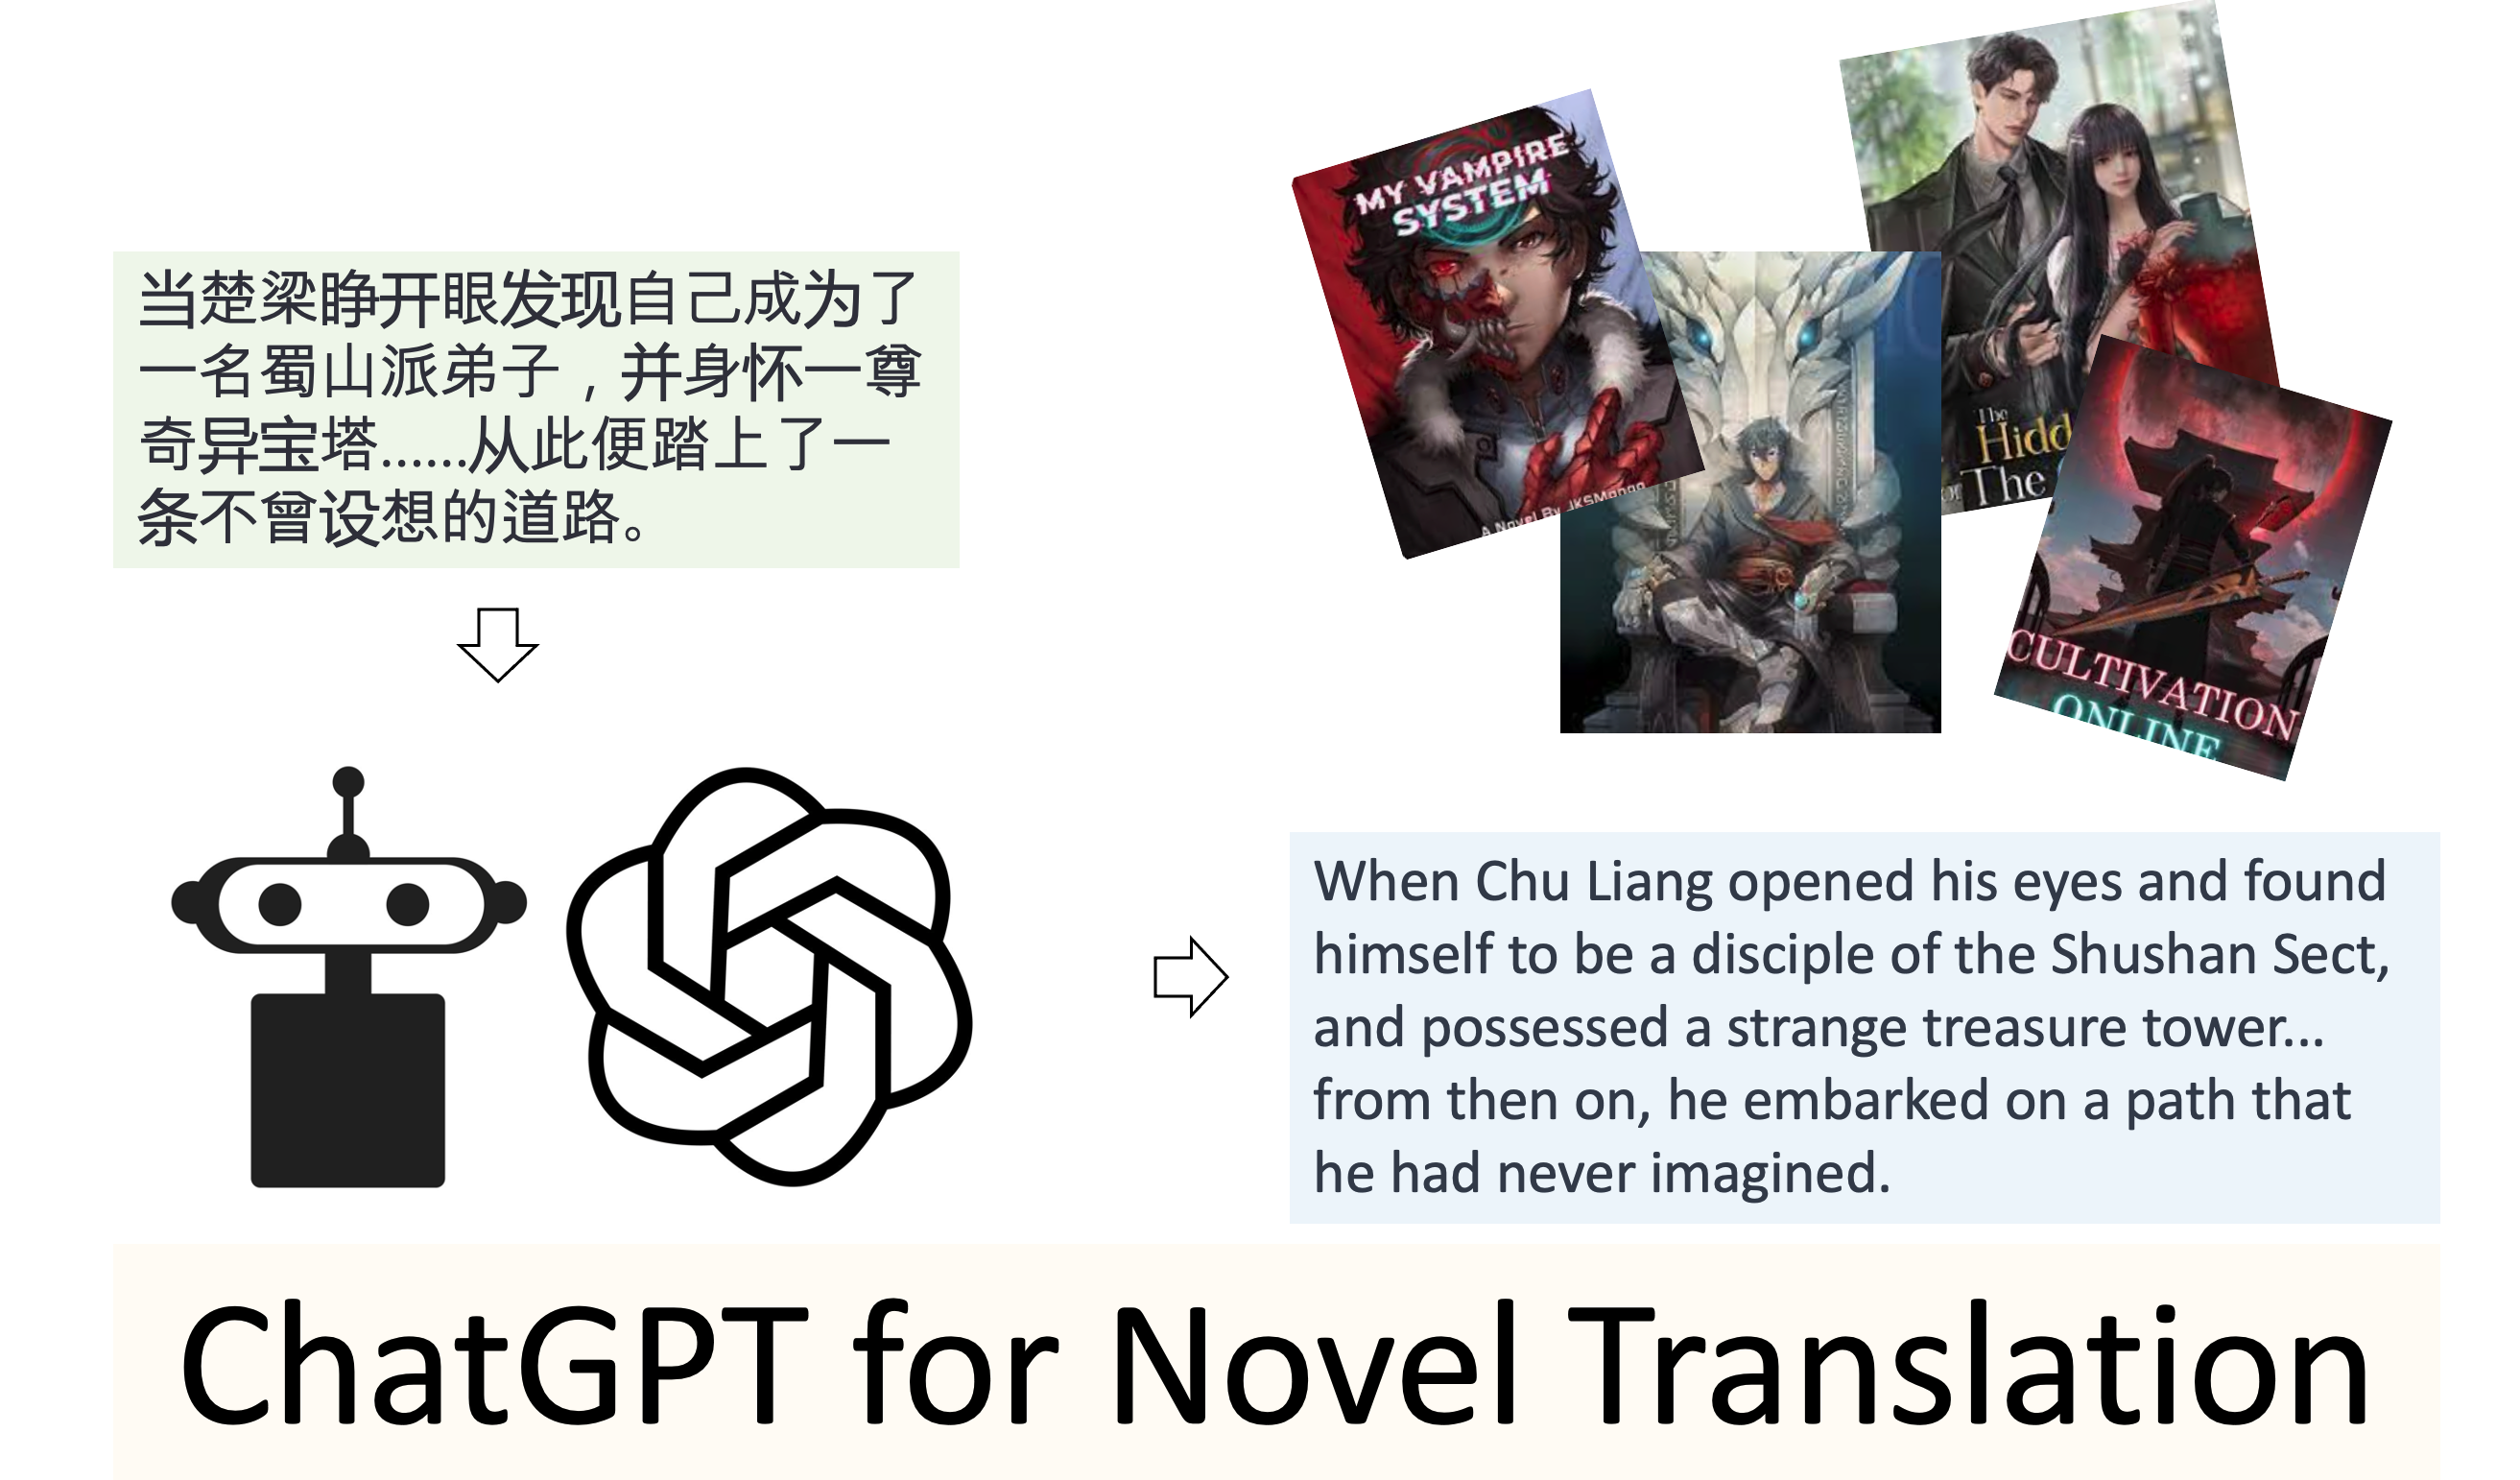 当楚梁睁开眼发现自己成为了
一名蜀山派弟子，并身怀一尊
奇异宝塔......从此便踏上了一
条不曾设想的道路。
MY VAMPIRE
SYSTEM
A Novel By JKSManga
The
The
CULTIVATION
ONLINE
When Chu Liang opened his eyes and found
himself to be a disciple of the Shushan Sect,
and possessed a strange treasure tower...
from then on, he embarked on a path that
he had never imagined.
ChatGPT for Novel Translation